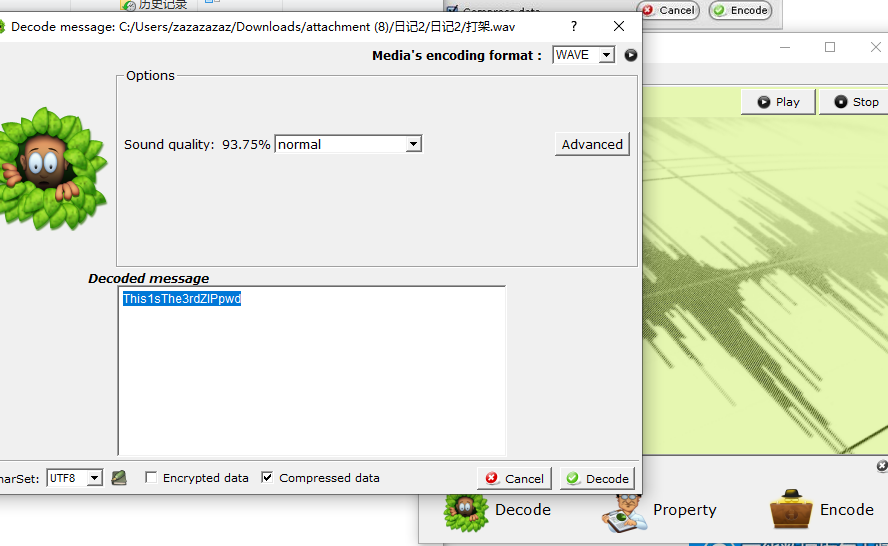 历史记录
Compress data
Cancel
Encode
Decode message: C:/Users/zazazazaz/Downloads/attachment (8)/日记2/日记2/打架.wav
?
Media's encoding format :
WAVE
Options
Play
Stop
Sound quality: 93.75%
normal
Advanced
Decoded message
This1sThe3rdZIPpwd
harSet:
UTF8
Encrypted data
Compressed data
Cancel
Decode
Decode
Property
Encode